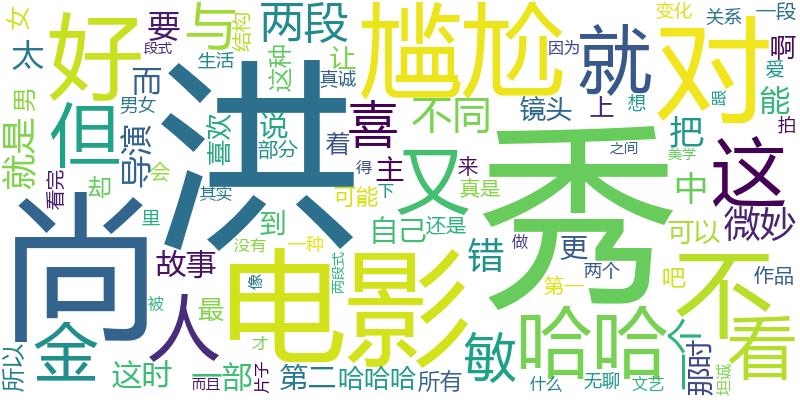 女 好 与 要 两段 尴尬 变化 关系 一段
段式 结构 因为 啊
太 而 生活 这种 让 就 对 爱
男 洪 真诚 能
但 男女 喜欢 说 喜 不同 镜头 上 想 跟 拍
就是 导演 部分 着 秀 把 这 之间 美学
看完 却 会 其实 主 得 来 又 真是 中 微妙
尚 里 可能 下
到 自己 还是 错 做 更 可以
人 故事 没有 一种 两个 不 吧 作品
金 被 最 电影 像 两段式 第一 看
敏 哈哈 个
所以 这时 一部 才 那时
而且 片子 第二 哈哈哈 所有 什么 无聊 文艺 坦诚